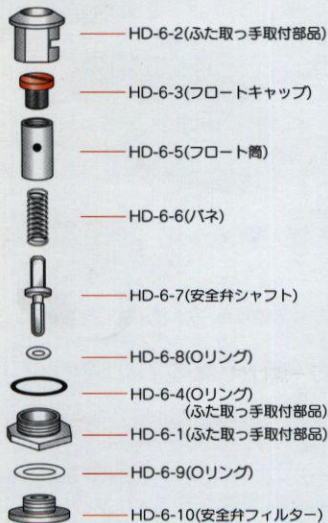 HD-6-2(ふた取っ手取付部品)
HD-6-3(フロートキャップ)
HD-6-5(フロート筒)
HD-6-6(バネ)
HD-6-7(安全弁シャフト)
HD-6-8(Oリング)
HD-6-4(Oリング)
(ふた取っ手取付部品)
HD-6-1(ふた取っ手取付部品)
HD-6-9(Oリング)
HD-6-10(安全弁フィルター)